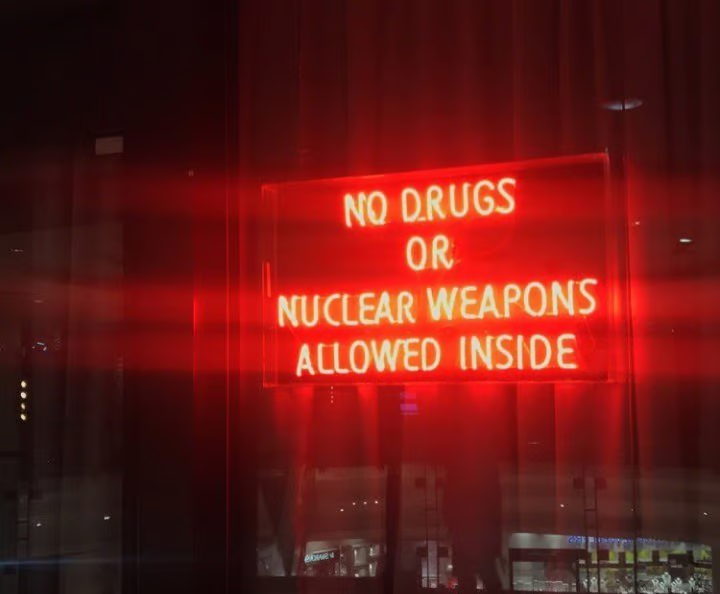 NO DRUGS
OR
NUCLEAR WEAPONS
ALLOWED INSIDE